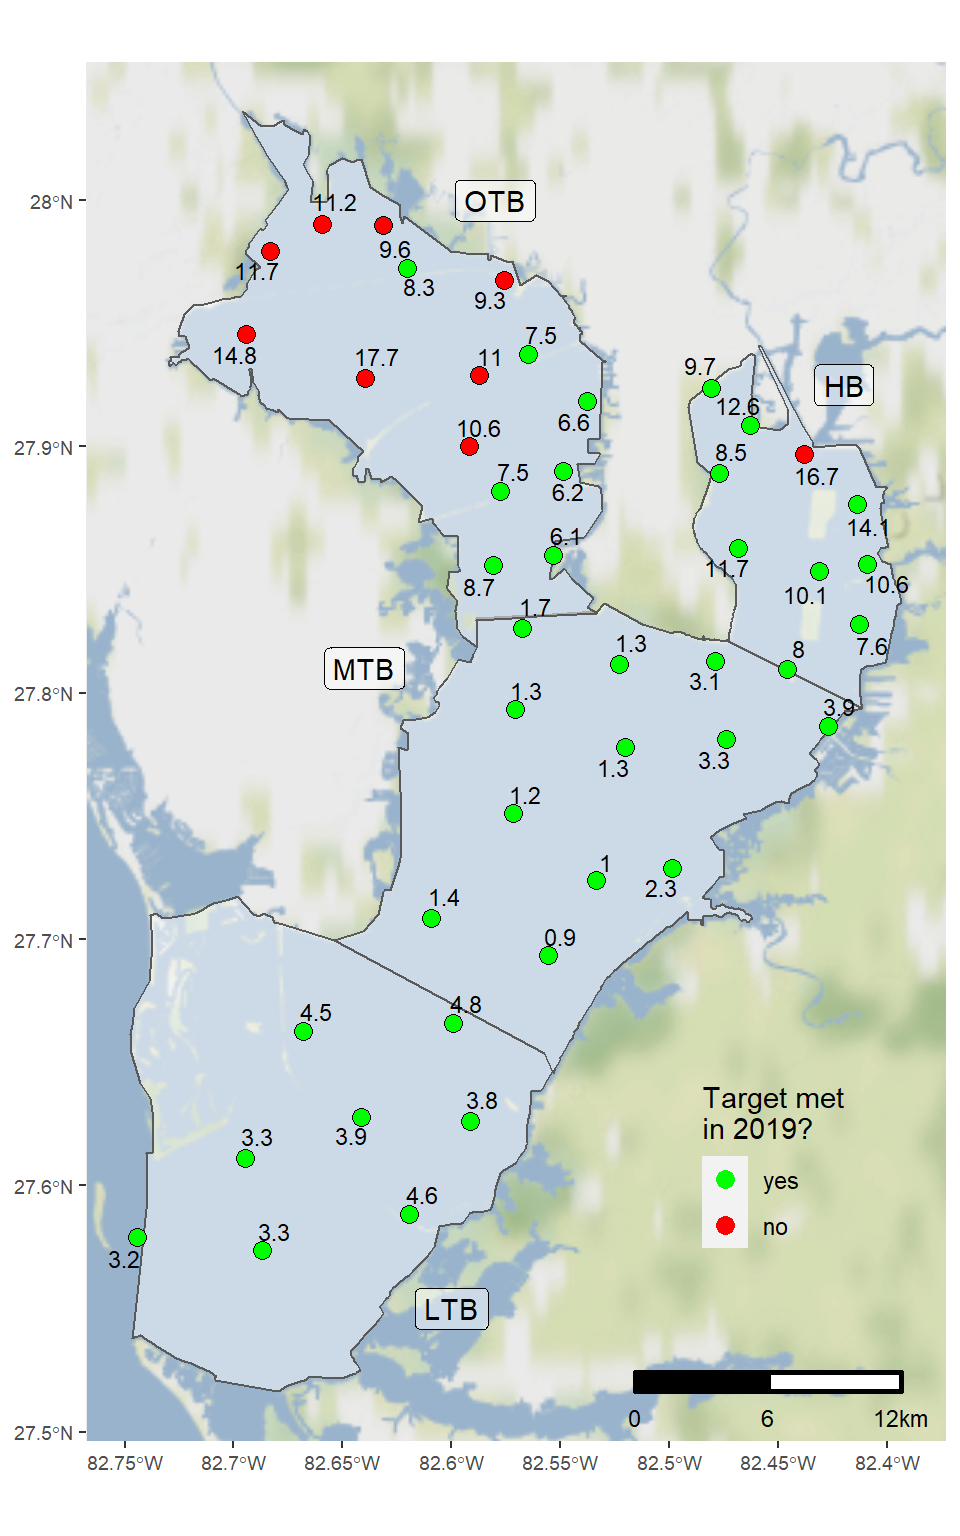 OTB
28°N
11.2
9.6
11.7
8.3
9.3
7.5
14.8
17.7
11
9.7
HB
12.6
6.6
10.6
27.9°N
8.5
7.5
16.7
6.2
14.1
6.1
11.7
8.7
10.1
10.6
1.7
1.3
7.6
8
MTB
3.1
27.8°N
1.3
3.9
1.3
3.3
1.2
1
2.3
1.4
0.9
27.7°N
4.8
4.5
3.8
3.9
3.3
Target met
in 2019?
yes
no
27.6°N
4.6
3.3
3.2
LTB
0 6 12km
27.5°N
82.75°W 82.7°W 82.65°W 82.6°W 82.55°W 82.5°W 82.45°W 82.4°W